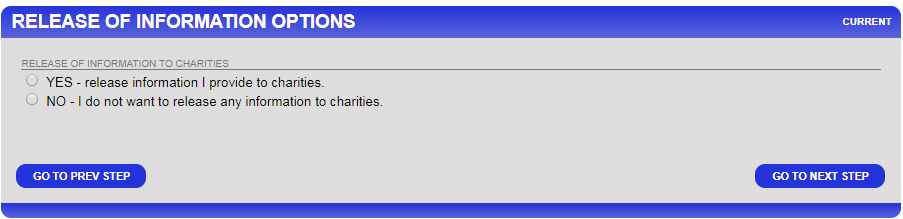 RELEASE OF INFORMATION OPTIONS
CURRENT
RELEASE OF INFORMATION TO CHARITIES
YES - release information I provide to charities.
NO - I do not want to release any information to charities.
GO TO PREV STEP
GO TO NEXT STEP